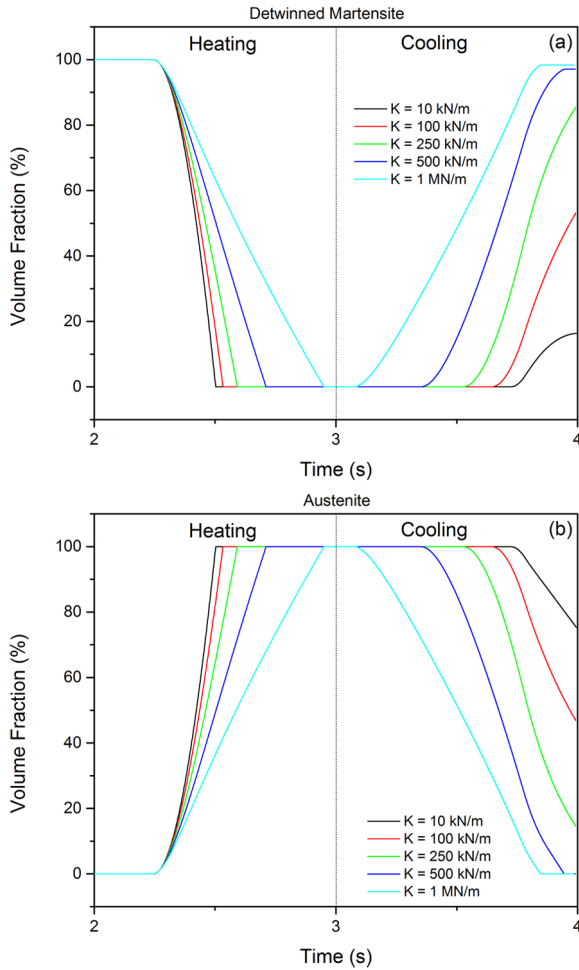 Detwinned Martensite
Heating
Cooling
(a)
100
80
60
40
20
0
Volume Fraction (%)
K = 10 kN/m
K = 100 kN/m
K = 250 kN/m
K = 500 kN/m
K = 1 MN/m
2
3
4
Time (s)
Austenite
Heating
Cooling
(b)
100
80
60
40
20
0
Volume Fraction (%)
K = 10 kN/m
K = 100 kN/m
K = 250 kN/m
K = 500 kN/m
K = 1 MN/m
2
3
4
Time (s)